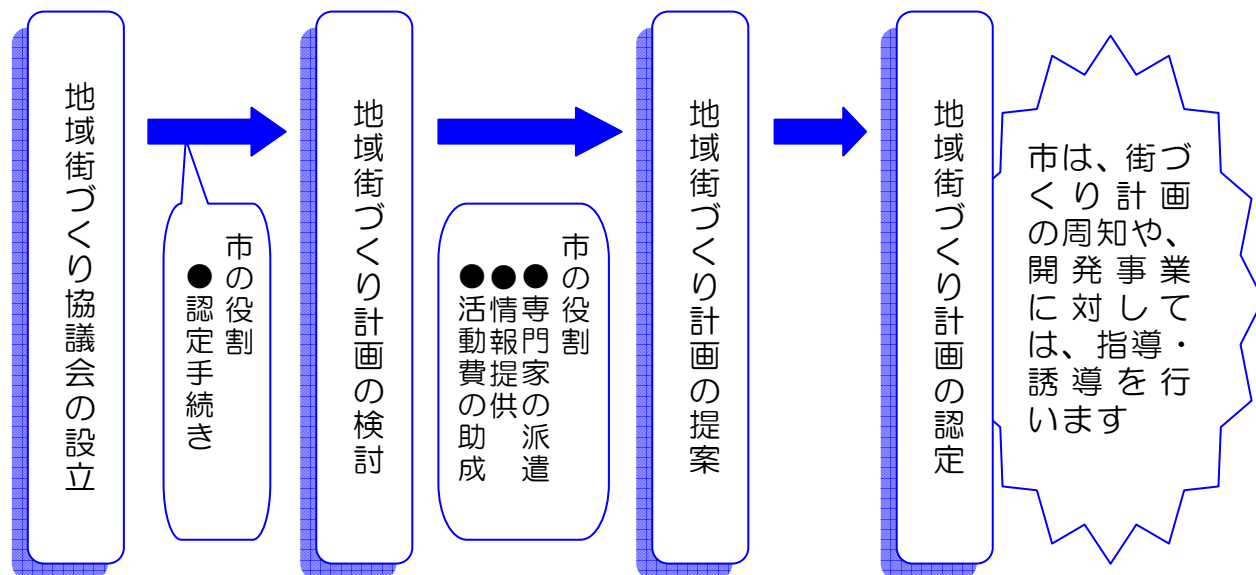 地域街づくり協議会の設立
市の役割
●認定手続き
地域街づくり計画の検討
市の役割
●専門家の派遣
●情報提供
●活動費の助成
地域街づくり計画の提案
地域街づくり計画の認定
市は、街づ
くり計画
の周知や、
開発事業
に対して
は、指導・
誘導を行
います